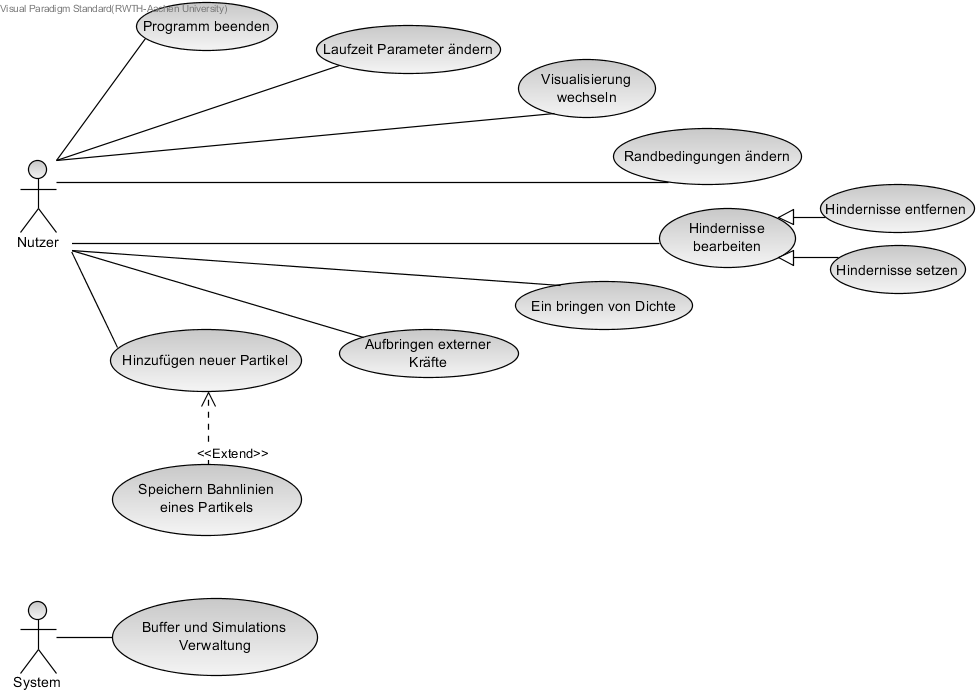 Visual Paradigm Standard(RWTH-Aachen University)
Programm beenden
Laufzeit Parameter ändern
Visualisierung
wechseln
Randbedingungen ändern
Nutzer
Hindernisse
bearbeiten
Hindernisse entfernen
Hindernisse setzen
Ein bringen von Dichte
Aufbringen externer
Kräfte
Hinzufügen neuer Partikel
<<Extend>>
Speichern Bahnlinien
eines Partikels
Buffer und Simulations
Verwaltung
System